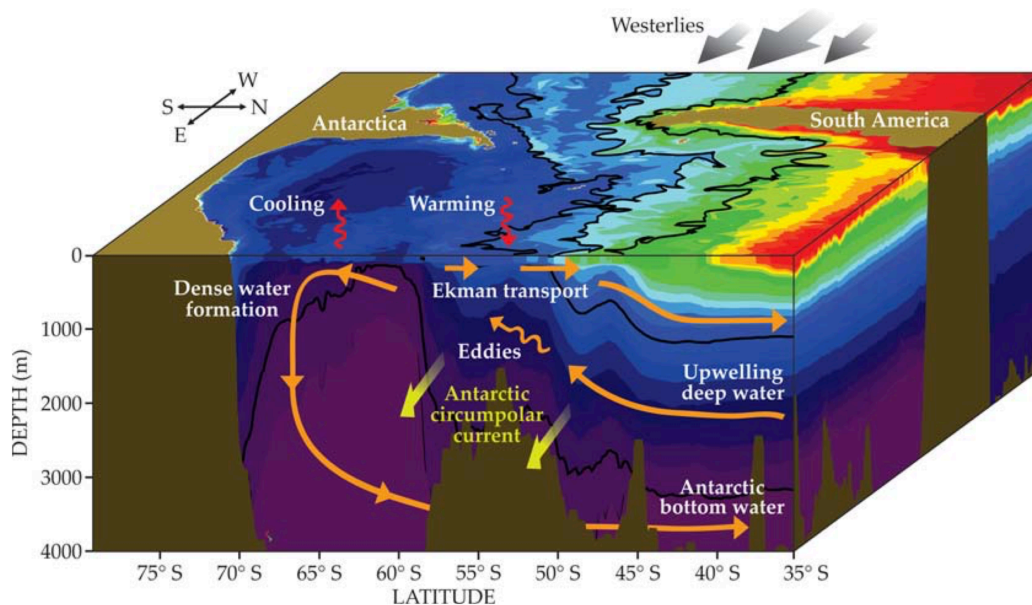 Westerlies
W
S
N
E
Antarctica
South America
Cooling
Warming
0
Dense water
formation
Ekman transport
1000
Eddies
Upwelling
deep water
2000
Antarctic
circumpolar
current
3000
Antarctic
bottom water
4000
DEPTH (m)
75° S
70° S
65° S
60° S
55° S
50° S
45° S
40° S
35° S
LATITUDE